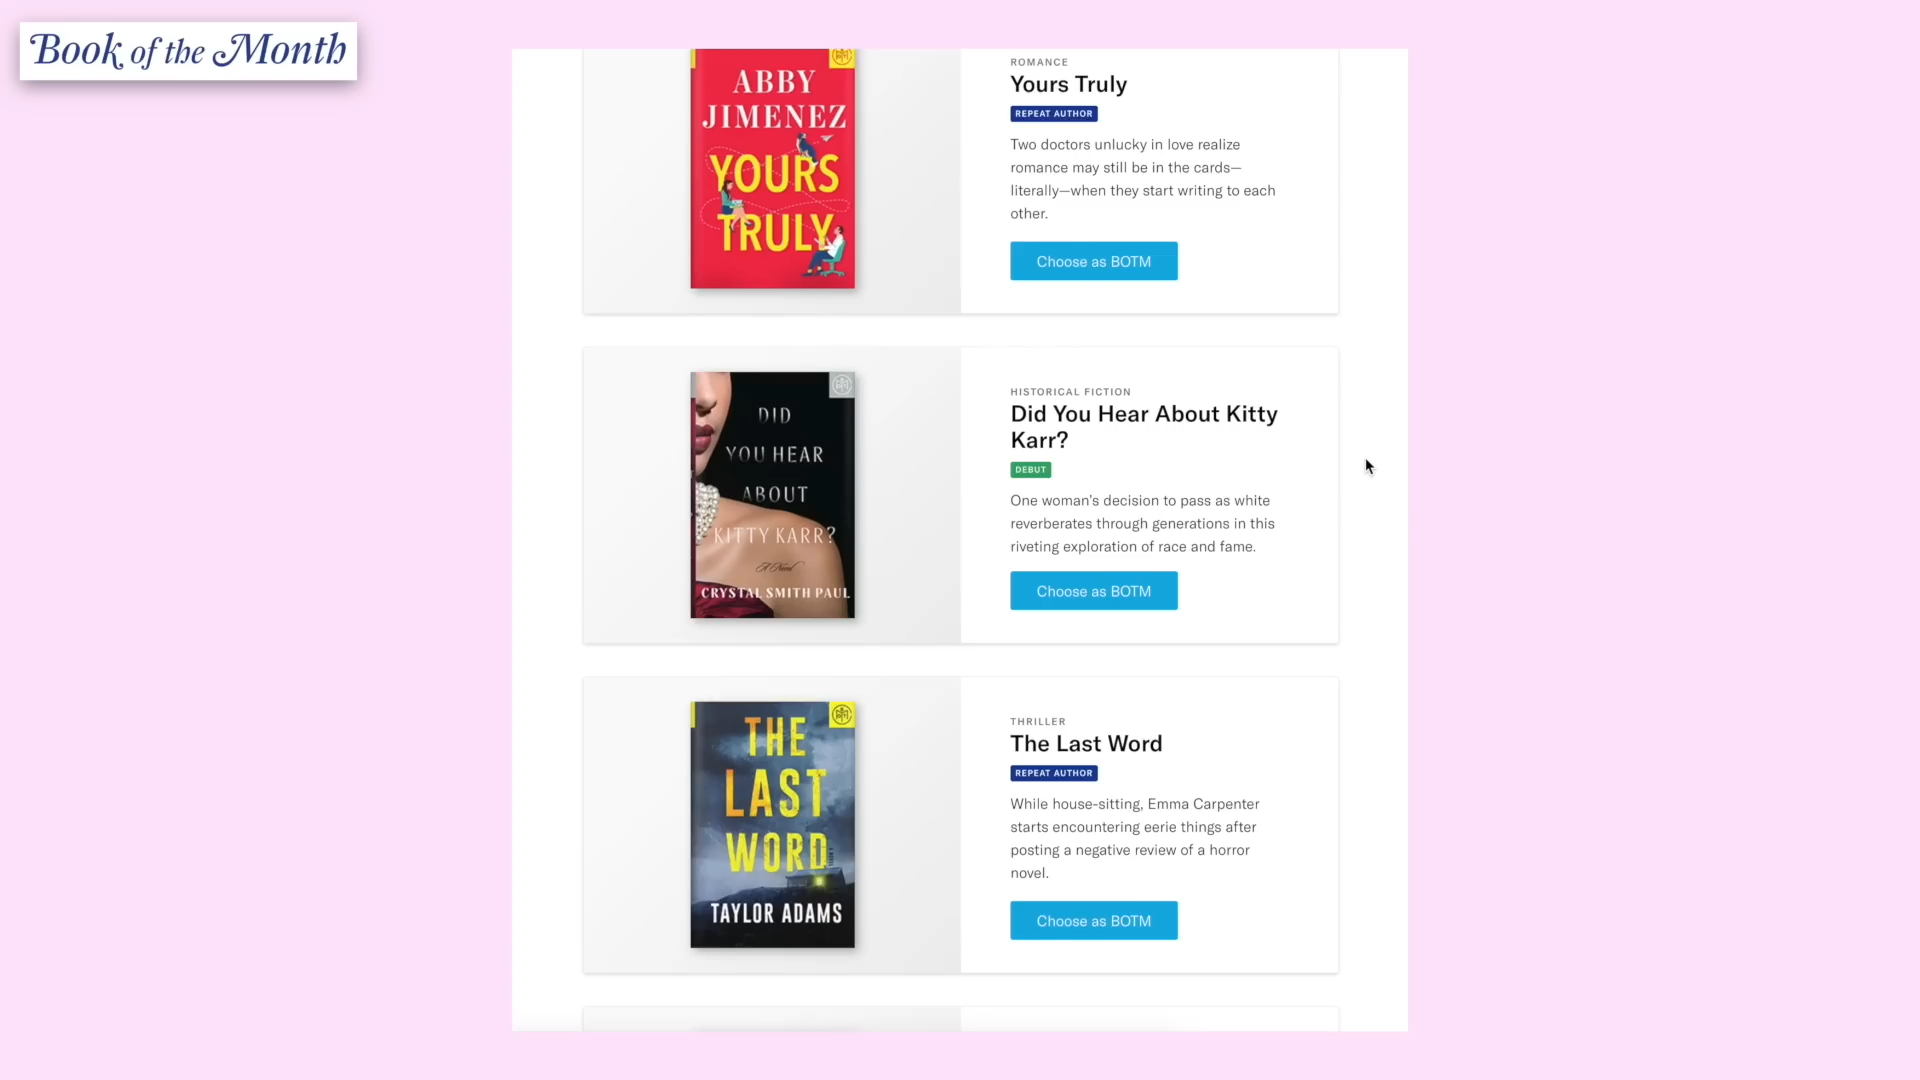 Book of the Month
ABBY
JIMENEZ
YOURS
TRULY
ROMANCE
Yours Truly
REPEAT AUTHOR
Two doctors unlucky in love realize
romance may still be in the cards—
literally—when they start writing to each
other.
Choose as BOTM
DID
YOU HEAR
ABOUT
KITTY KARR?
A Novel
CRYSTAL SMITH PAUL
HISTORICAL FICTION
Did You Hear About Kitty
Karr?
DEBUT
One woman's decision to pass as white
reverberates through generations in this
riveting exploration of race and fame.
Choose as BOTM
THE
LAST
WORD
TAYLOR ADAMS
THRILLER
The Last Word
REPEAT AUTHOR
While house-sitting, Emma Carpenter
starts encountering eerie things after
posting a negative review of a horror
novel.
Choose as BOTM